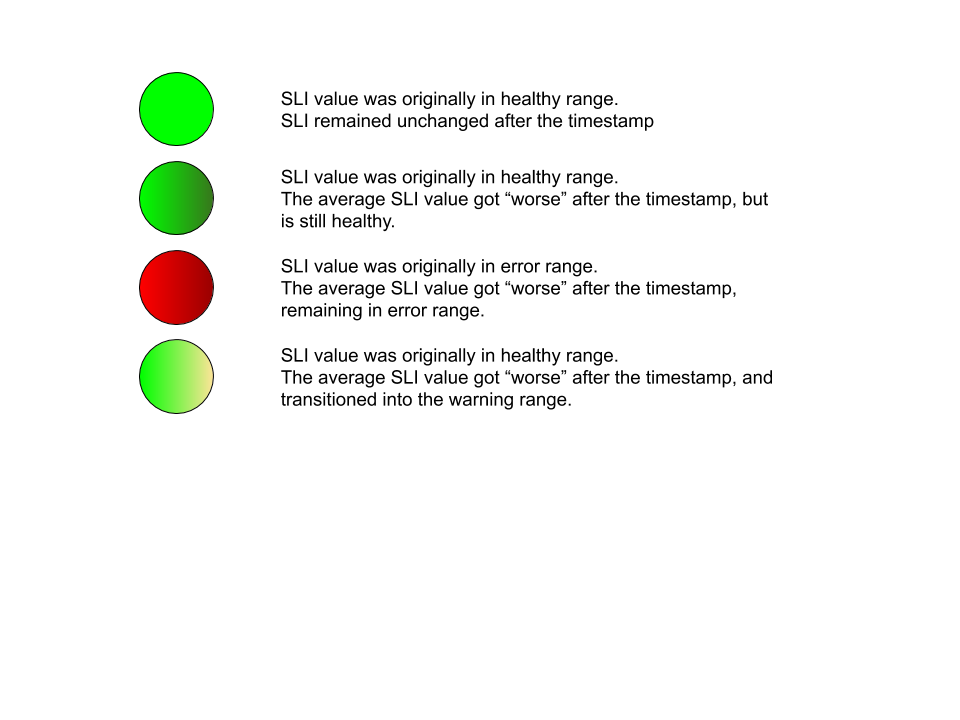 SLI value was originally in healthy range.
SLI remained unchanged after the timestamp
SLI value was originally in healthy range.
The average SLI value got “worse” after the timestamp, but
is still healthy.
SLI value was originally in error range.
The average SLI value got “worse” after the timestamp,
remaining in error range.
SLI value was originally in healthy range.
The average SLI value got “worse” after the timestamp, and
transitioned into the warning range.